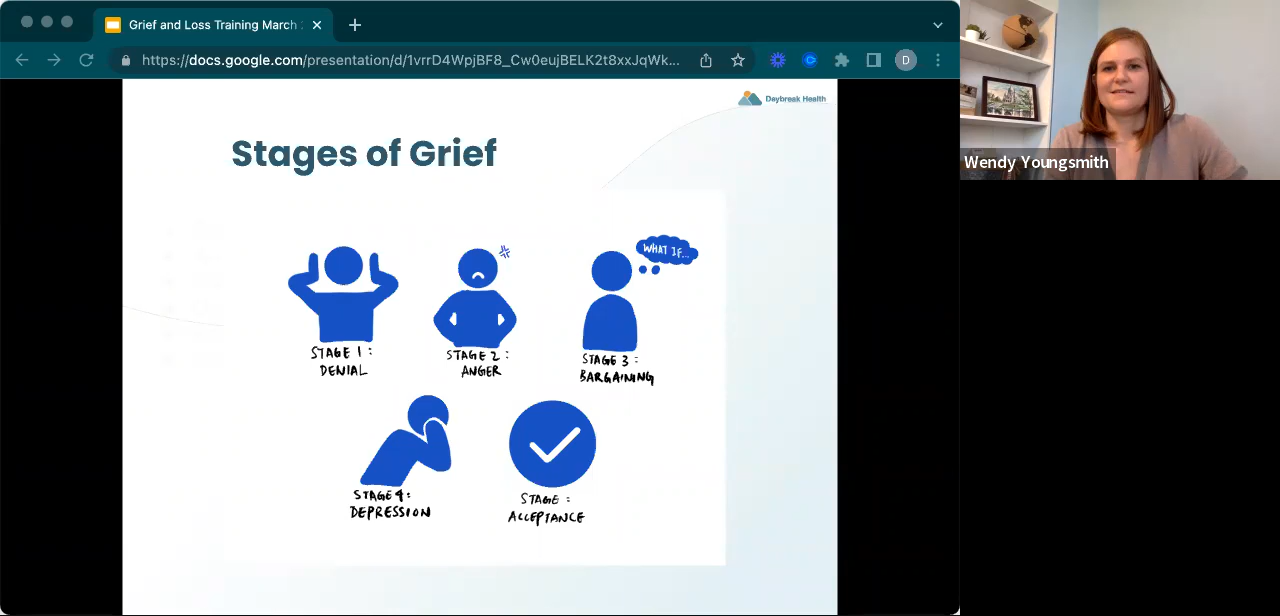 Grief and Loss Training March
https://docs.google.com/presentation/d/1vrrD4WpjBF8_Cw0eujBELK2t8xxJqWk...
D
Daybreak Health
Stages of Grief
WHAT IF...
STAGE 1:
DENIAL
STAGE 2:
ANGER
STAGE 3:
BARGAINING
STAGE 4:
DEPRESSION
STAGE :
ACCEPTANCE
Wendy Youngsmith